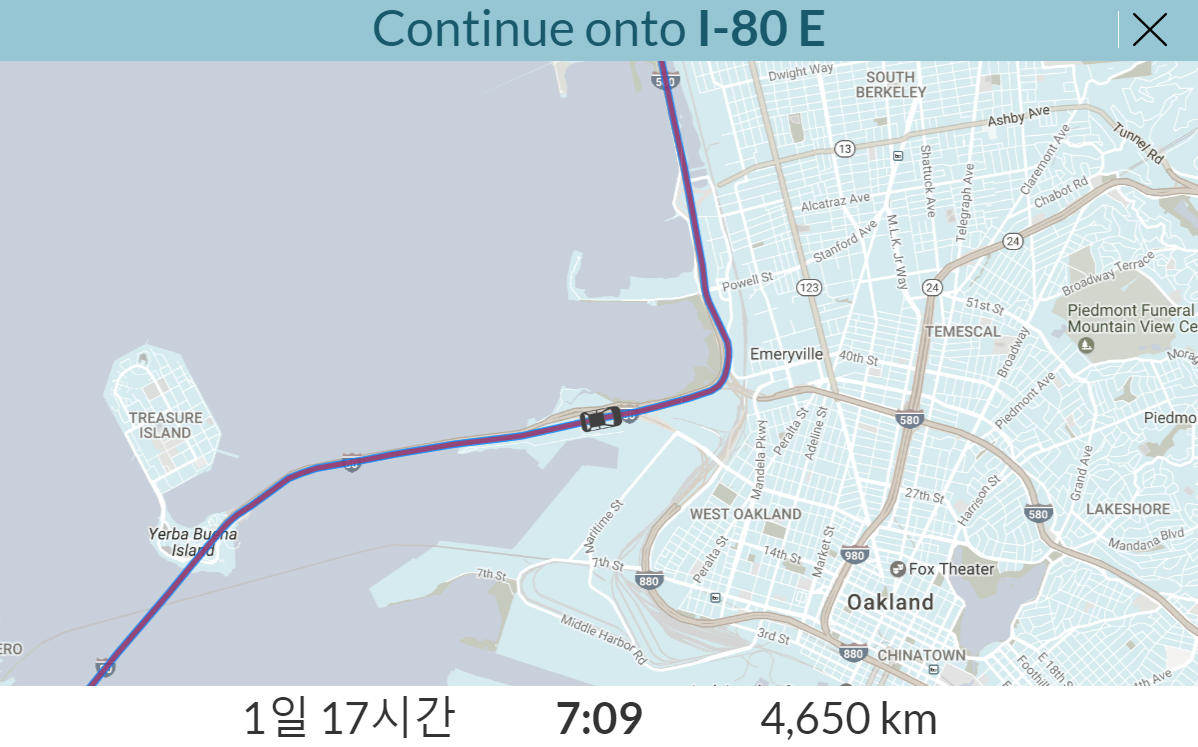 Continue onto I-80 E
580
Dwight Way
SOUTH
BERKELEY
Ashby Ave
Tunnel Rd
13
Shattuck Ave
Telegraph Ave
Claremont Ave
Chabot Rd
Alcatraz Ave
Stanford Ave
M.L.K. Jr Way
24
Powell St
123
24
Broadway Terrace
51st St
Piedmont Funeral
Mountain View Ce
TEMESCAL
Emeryville
40th St
Broadway
Morag
Piedmont Ave
TREASURE
ISLAND
580
Peralta St
Adeline St
Piedmo
Mandela Pkwy
Grand Ave
27th St
Harrison St
580
LAKESHORE
WEST OAKLAND
Maritime St
Yerba Buena
Island
Market St
Mandana Blvd
14th St
980
Peralta St
7th St
7th St
880
Fox Theater
Oakland
Middle Harbor Rd
3rd St
880
CHINATOWN
E 18th St
Foothill
4th Ave
ERO
1일 17시간
7:09
4,650 km